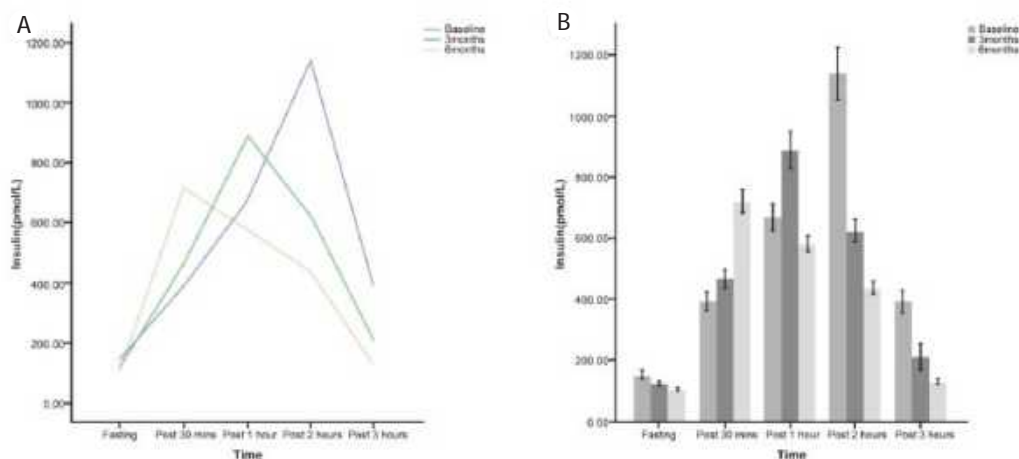 A
Baseline
3months
6months
1200.00
1000.00
800.00
600.00
400.00
200.00
0.00
Insulin(pmol/L)
Fasting
Post 30 mins
Post 1 hour
Post 2 hours
Post 3 hours
Time
B
Baseline
3months
6months
1200.00
1000.00
800.00
600.00
400.00
200.00
0.00
Insulin(pmol/L)
Fasting
Post 30 mins
Post 1 hour
Post 2 hours
Post 3 hours
Time